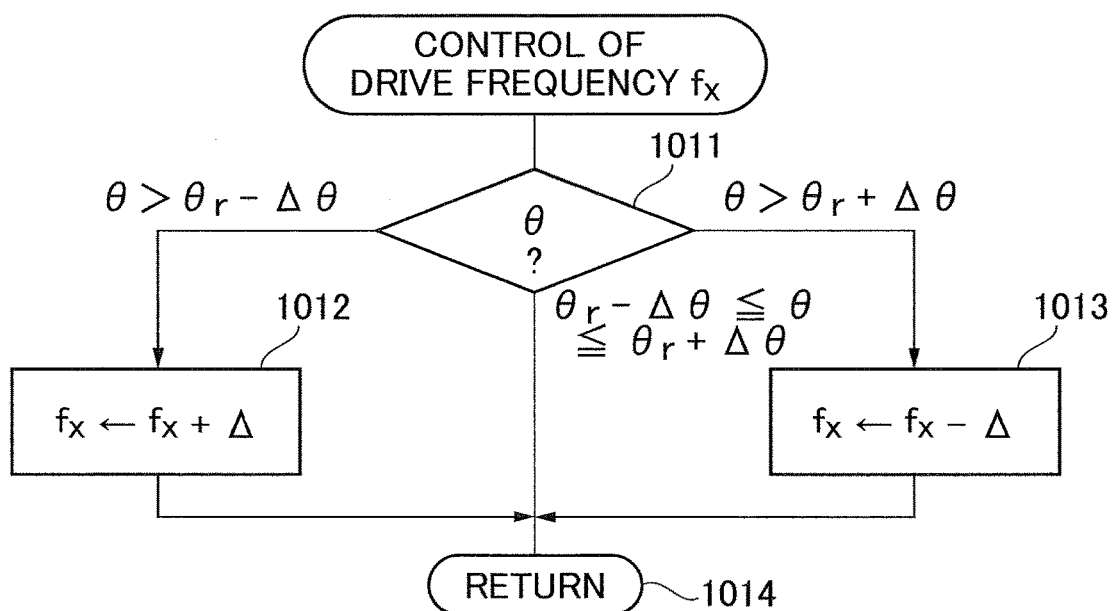 CONTROL OF
DRIVE FREQUENCY fx
1011
θ > θr − Δθ
θ > θr + Δθ
θ
?
θr − Δθ ≦ θ
≦ θr + Δθ
1012
1013
fx ← fx + Δ
fx ← fx − Δ
RETURN
1014